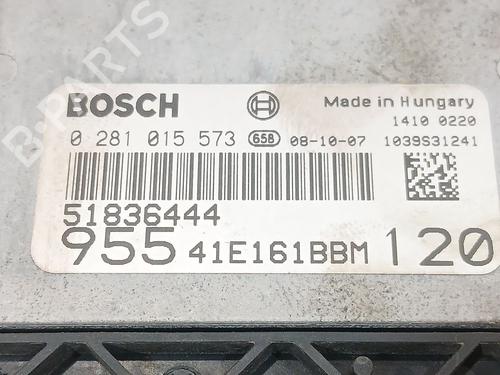 BOSCH
Made in Hungary
1410 0220
0 281 015 573 658 08-10-07 1039S31241
51836444
955 41E161BBM 120
B-PARTS